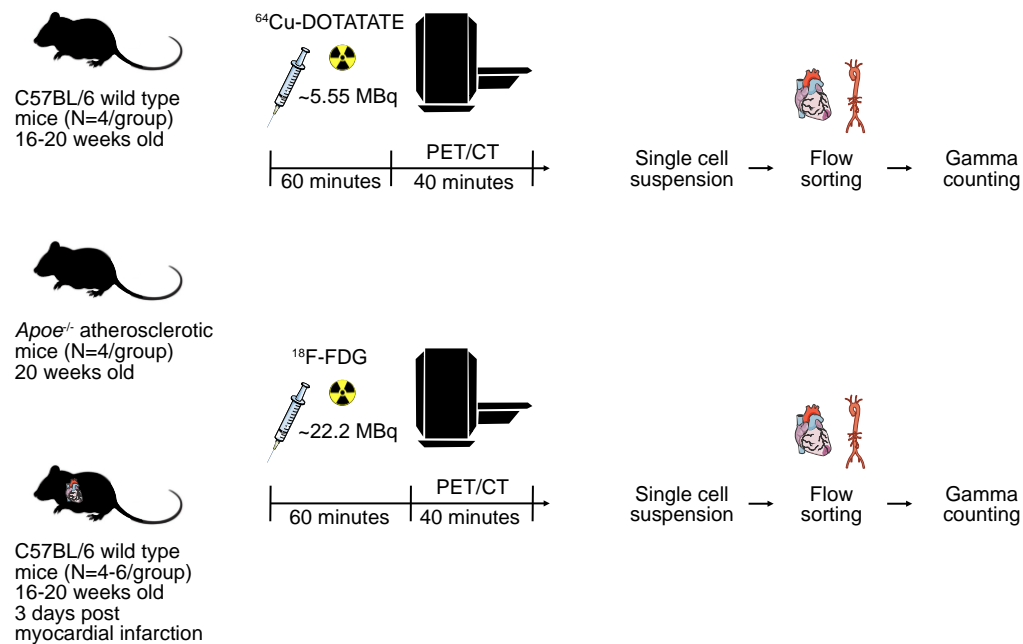 C57BL/6 wild type
mice (N=4/group)
16-20 weeks old
⁶⁴Cu-DOTATATE
~5.55 MBq
PET/CT
60 minutes
40 minutes
Single cell
suspension
Flow
sorting
Gamma
counting
Apoe⁻/⁻ atherosclerotic
mice (N=4/group)
20 weeks old
¹⁸F-FDG
~22.2 MBq
PET/CT
60 minutes
40 minutes
Single cell
suspension
Flow
sorting
Gamma
counting
C57BL/6 wild type
mice (N=4-6/group)
16-20 weeks old
3 days post
myocardial infarction